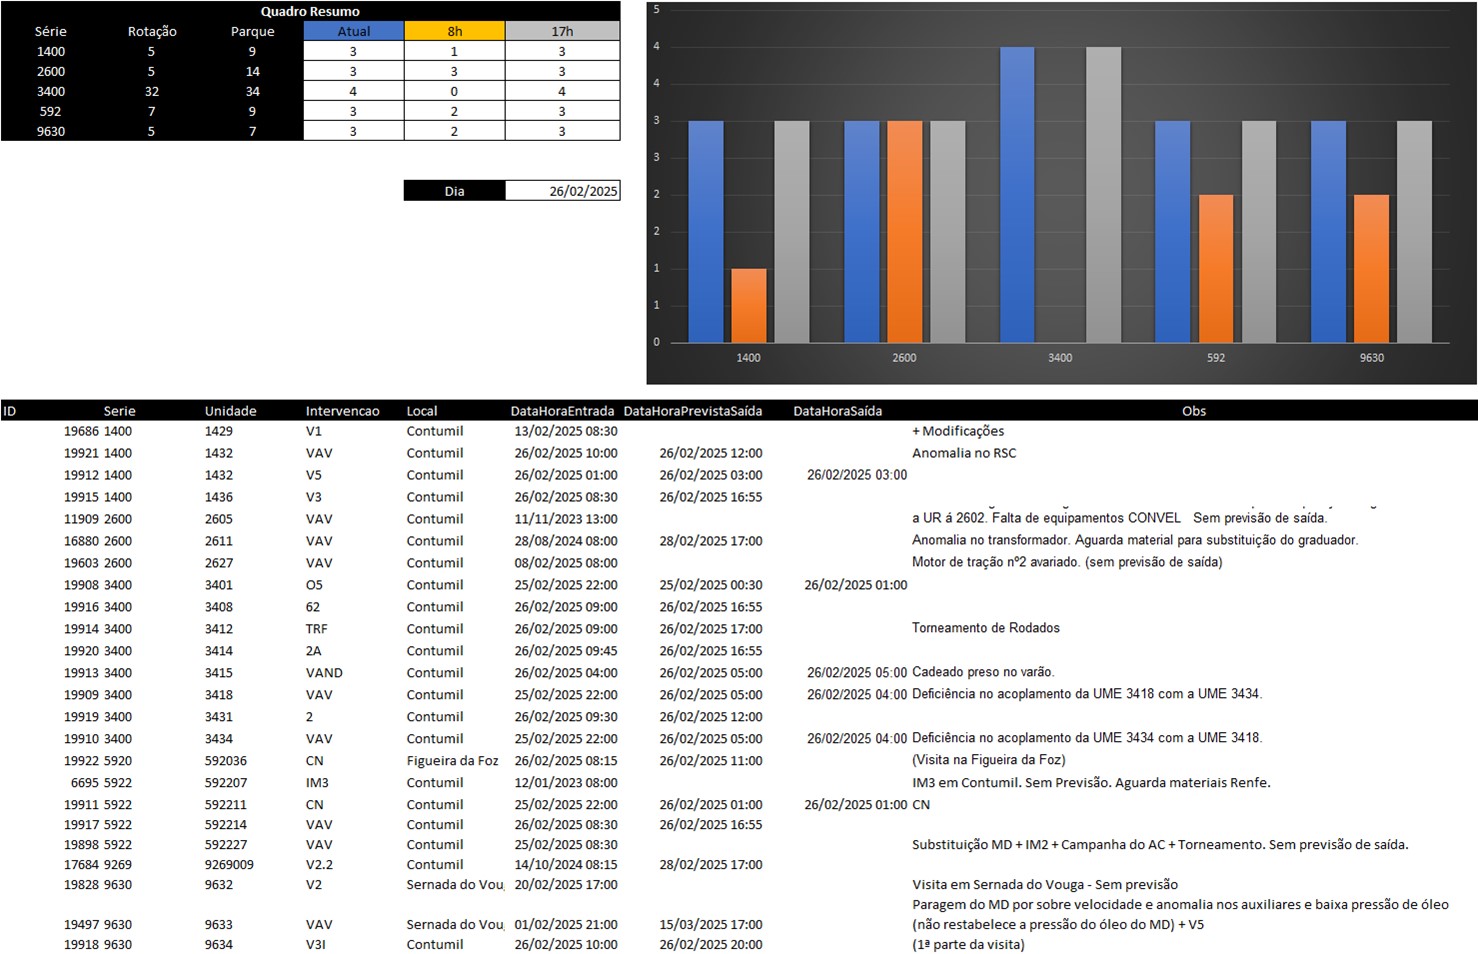 Quadro Resumo
Série Rotação Parque Atual 8h 17h
1400 5 9 3 1 3
2600 5 14 3 3 3
3400 32 34 4 0 4
592 7 9 3 2 3
9630 5 7 3 2 3
Dia 26/02/2025
5
4
4
3
3
2
2
1
1
0
1400 2600 3400 592 9630
ID Serie Unidade Intervencao Local DataHoraEntrada DataHoraPrevistaSaída DataHoraSaída Obs
19686 1400 1429 V1 Contumil 13/02/2025 08:30 + Modificações
19921 1400 1432 VAV Contumil 26/02/2025 10:00 26/02/2025 12:00 Anomalia no RSC
19912 1400 1432 V5 Contumil 26/02/2025 01:00 26/02/2025 03:00 26/02/2025 03:00
19915 1400 1436 V3 Contumil 26/02/2025 08:30 26/02/2025 16:55
11909 2600 2605 VAV Contumil 11/11/2023 13:00 a UR á 2602. Falta de equipamentos CONVEL Sem previsão de saída.
16880 2600 2611 VAV Contumil 28/08/2024 08:00 28/02/2025 17:00 Anomalia no transformador. Aguarda material para substituição do graduador.
19603 2600 2627 VAV Contumil 08/02/2025 08:00 Motor de tração nº2 avariado. (sem previsão de saída)
19908 3400 3401 O5 Contumil 25/02/2025 22:00 25/02/2025 00:30 26/02/2025 01:00
19916 3400 3408 62 Contumil 26/02/2025 09:00 26/02/2025 16:55
19914 3400 3412 TRF Contumil 26/02/2025 09:00 26/02/2025 17:00 Torneamento de Rodados
19920 3400 3414 2A Contumil 26/02/2025 09:45 26/02/2025 16:55
19913 3400 3415 VAND Contumil 26/02/2025 04:00 26/02/2025 05:00 26/02/2025 05:00 Cadeado preso no varão.
19909 3400 3418 VAV Contumil 25/02/2025 22:00 26/02/2025 05:00 26/02/2025 04:00 Deficiência no acoplamento da UME 3418 com a UME 3434.
19919 3400 3431 2 Contumil 26/02/2025 09:30 26/02/2025 12:00
19910 3400 3434 VAV Contumil 25/02/2025 22:00 26/02/2025 05:00 26/02/2025 04:00 Deficiência no acoplamento da UME 3434 com a UME 3418.
19922 5920 592036 CN Figueira da Foz 26/02/2025 08:15 26/02/2025 11:00 (Visita na Figueira da Foz)
6695 5922 592207 IM3 Contumil 12/01/2023 08:00 IM3 em Contumil. Sem Previsão. Aguarda materiais Renfe.
19911 5922 592211 CN Contumil 25/02/2025 22:00 26/02/2025 01:00 26/02/2025 01:00 CN
19917 5922 592214 VAV Contumil 26/02/2025 08:30 26/02/2025 16:55
19898 5922 592227 VAV Contumil 25/02/2025 08:30 Substituição MD + IM2 + Campanha do AC + Torneamento. Sem previsão de saída.
17684 9269 9269009 V2.2 Contumil 14/10/2024 08:15 28/02/2025 17:00
19828 9630 9632 V2 Sernada do Vou 20/02/2025 17:00 Visita em Sernada do Vouga - Sem previsão
Paragem do MD por sobre velocidade e anomalia nos auxiliares e baixa pressão de óleo
19497 9630 9633 VAV Sernada do Vou 01/02/2025 21:00 15/03/2025 17:00 (não restabelece a pressão do óleo do MD) + V5
19918 9630 9634 V3I Contumil 26/02/2025 10:00 26/02/2025 20:00 (1ª parte da visita)